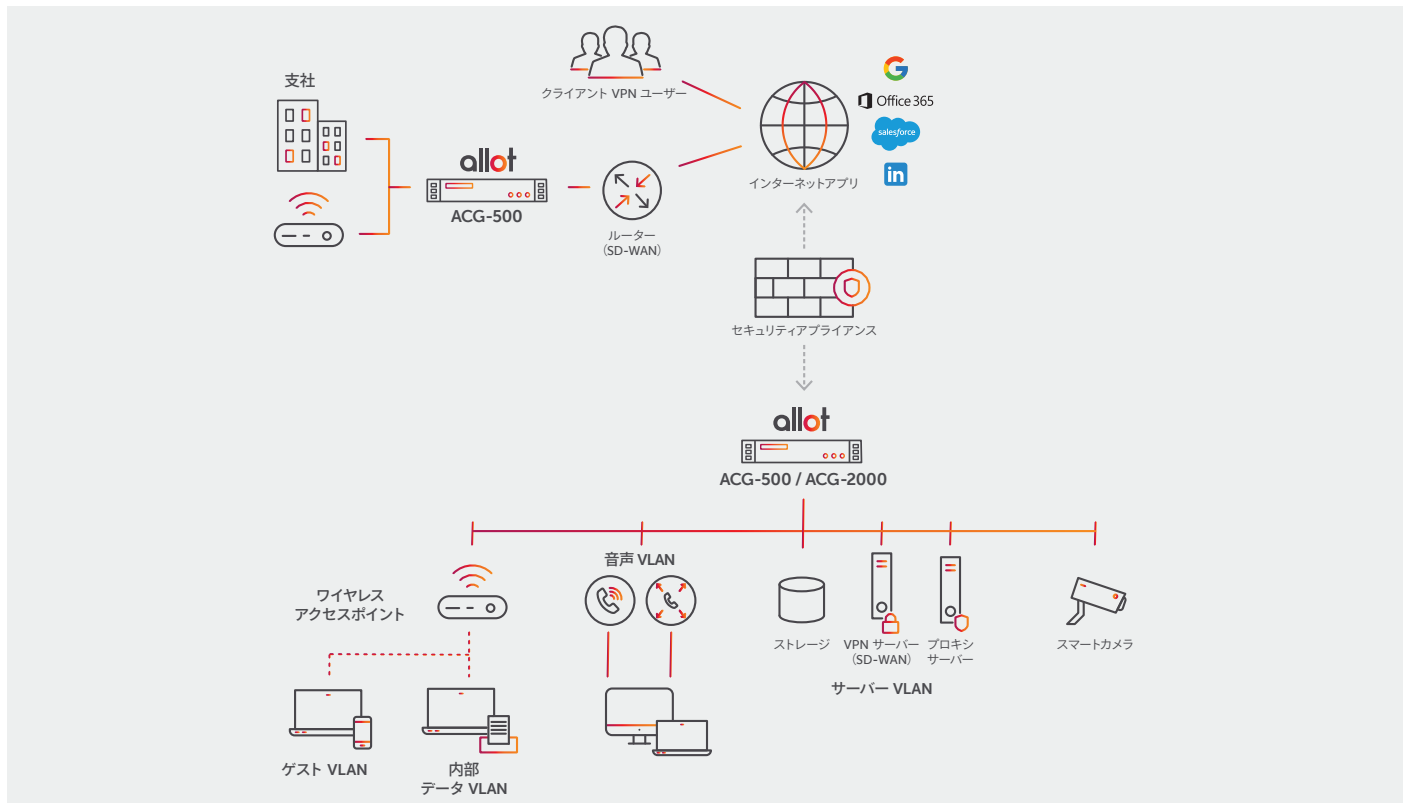 支社
クライアント VPN ユーザー
Office 365
salesforce
in
allot
ACG-500
インターネットアプリ
ルーター
(SD-WAN)
セキュリティアプライアンス
allot
ACG-500 / ACG-2000
音声 VLAN
ワイヤレス
アクセスポイント
ストレージ
VPN サーバー
(SD-WAN)
プロキシ
サーバー
スマートカメラ
サーバー VLAN
ゲスト VLAN
内部
データ VLAN